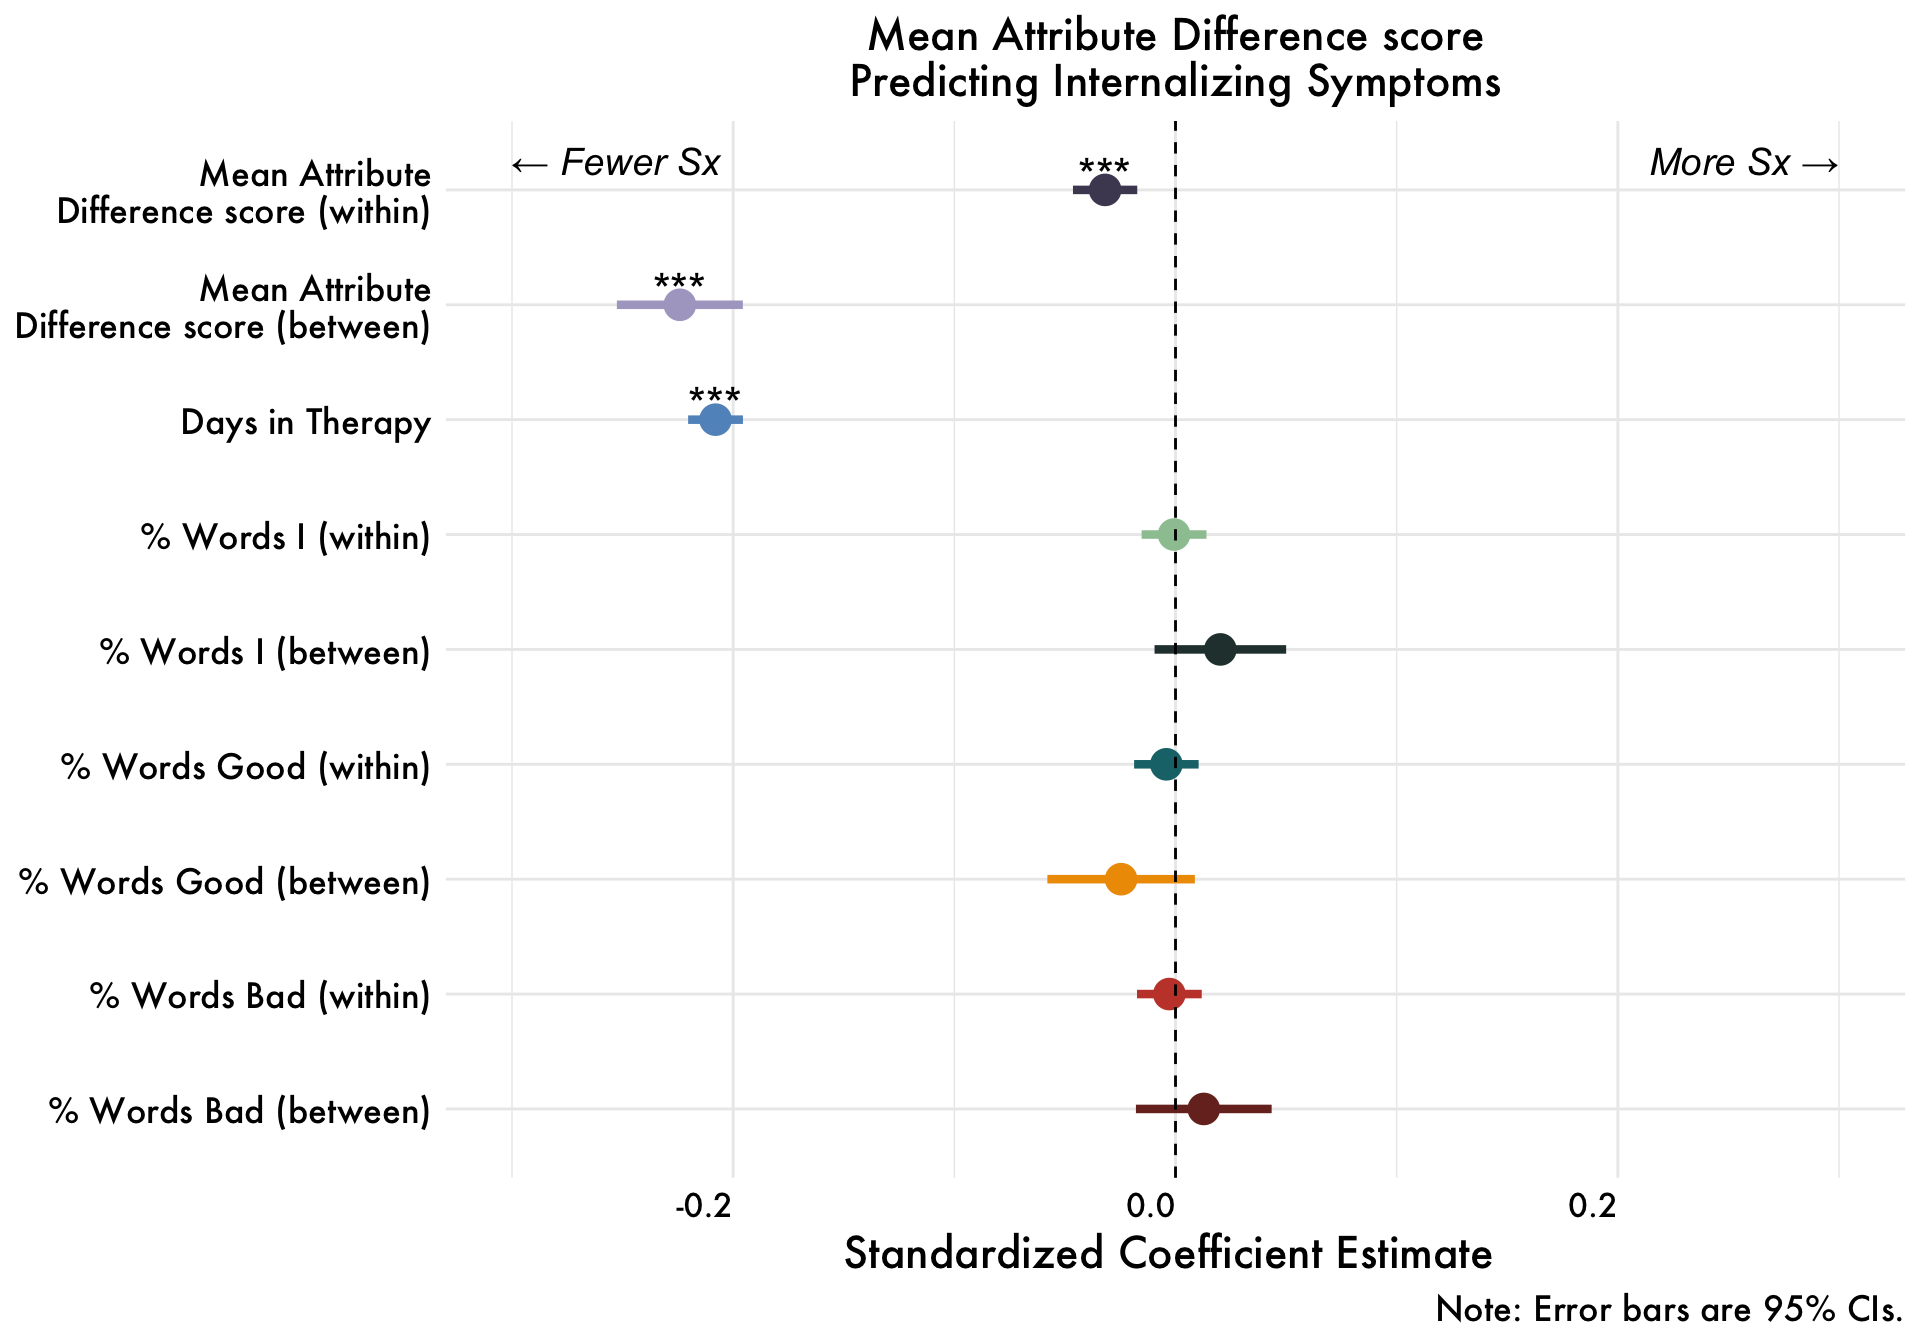 Mean Attribute Difference score
Predicting Internalizing Symptoms
← Fewer Sx
More Sx →
Mean Attribute
Difference score (within)
***
Mean Attribute
Difference score (between)
***
Days in Therapy
***
% Words I (within)
% Words I (between)
% Words Good (within)
% Words Good (between)
% Words Bad (within)
% Words Bad (between)
-0.2
0.0
0.2
Standardized Coefficient Estimate
Note: Error bars are 95% CIs.